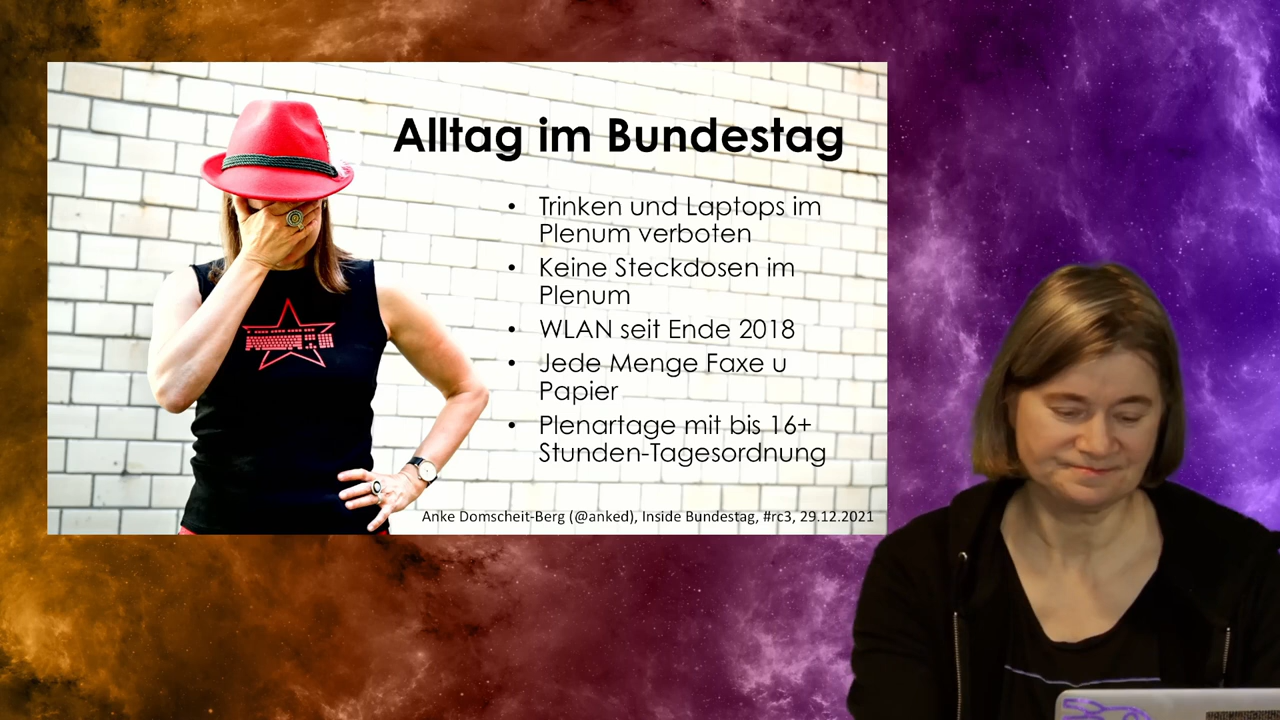 Alltag im Bundestag
• Trinken und Laptops im
Plenum verboten
• Keine Steckdosen im
Plenum
• WLAN seit Ende 2018
• Jede Menge Faxe u
Papier
• Plenartage mit bis 16+
Stunden-Tagesordnung
Anke Domscheit-Berg (@anked), Inside Bundestag, #rc3, 29.12.2021